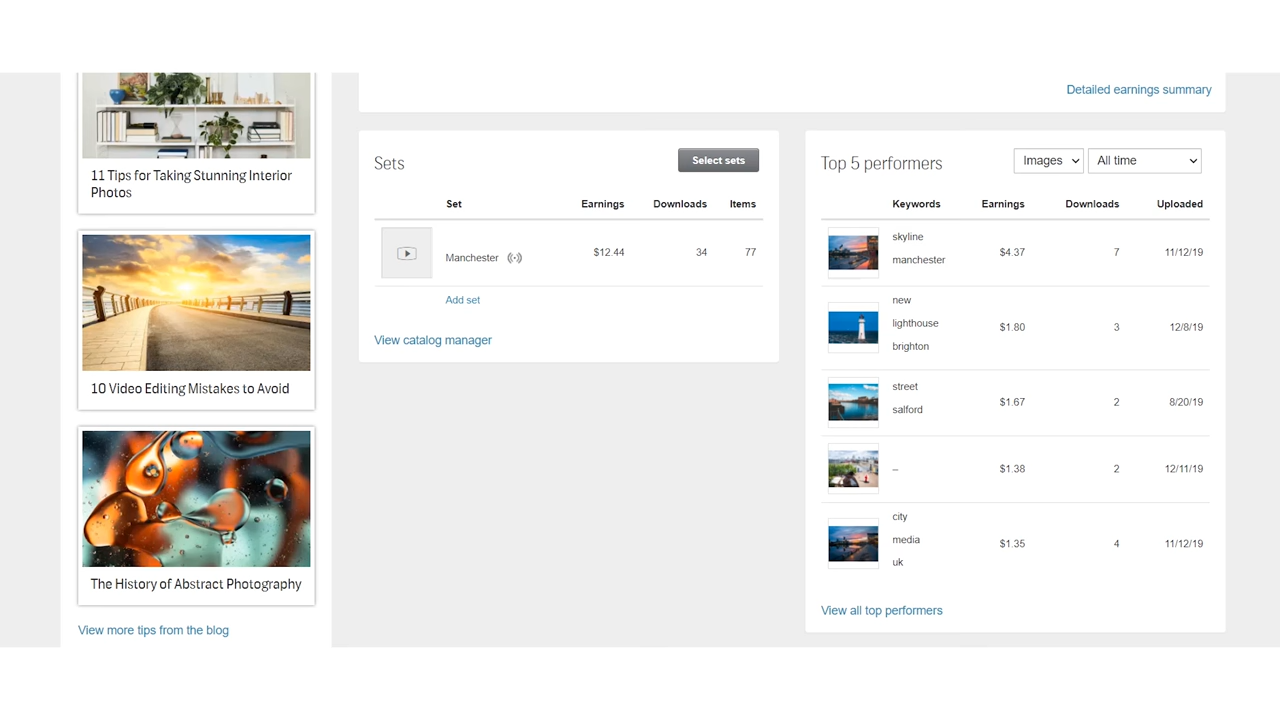 Detailed earnings summary
11 Tips for Taking Stunning Interior
Photos
10 Video Editing Mistakes to Avoid
The History of Abstract Photography
View more tips from the blog
Sets
Select sets
Set Earnings Downloads Items
Manchester $12.44 34 77
Add set
View catalog manager
Top 5 performers Images All time
Keywords Earnings Downloads Uploaded
skyline
manchester $4.37 7 11/12/19
new
lighthouse $1.80 3 12/8/19
brighton
street
salford $1.67 2 8/20/19
– $1.38 2 12/11/19
city
media $1.35 4 11/12/19
uk
View all top performers